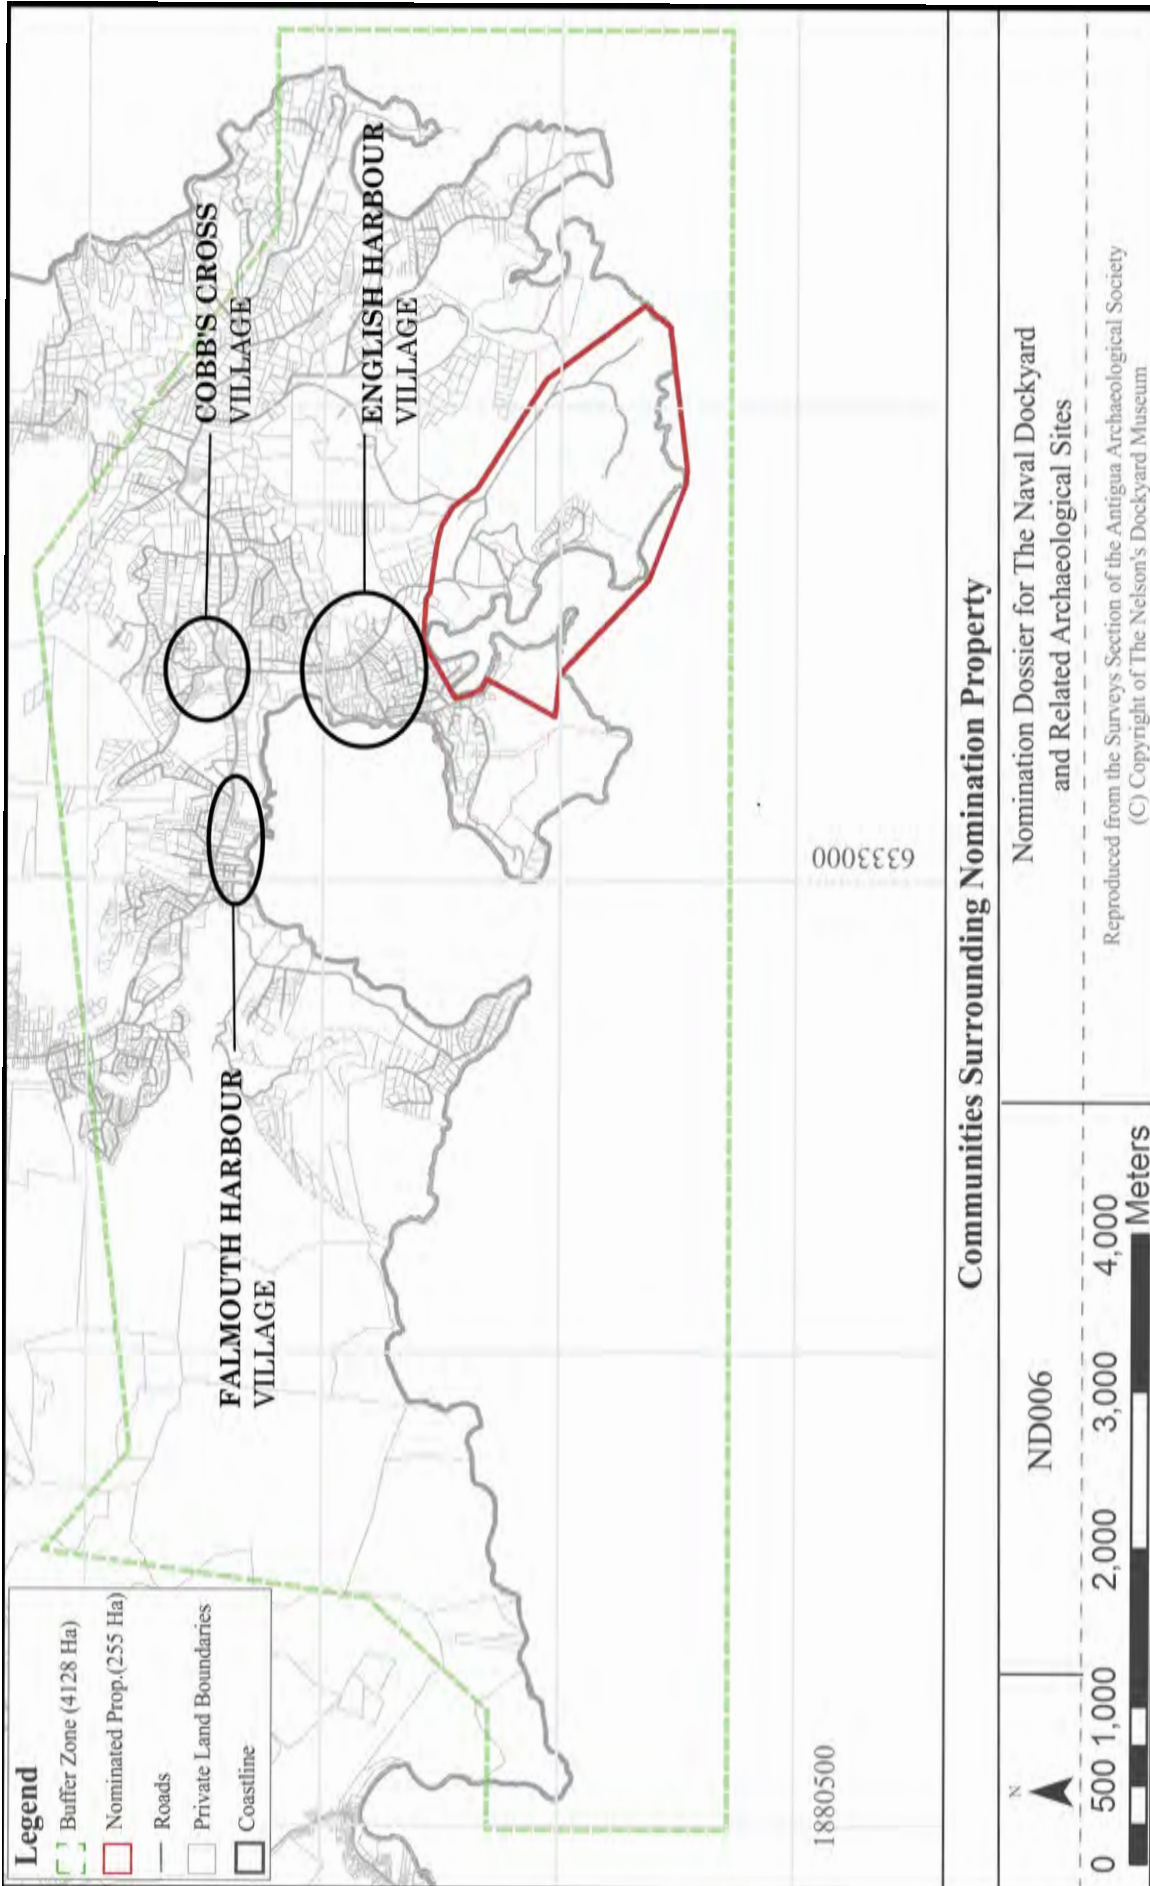 Legend
Buffer Zone (4128 Ha)
Nominated Prop.(255 Ha)
Roads
Private Land Boundaries
Coastline
FALMOUTH HARBOUR
VILLAGE
COBB'S CROSS
VILLAGE
ENGLISH HARBOUR
VILLAGE
1880500
6333000
Communities Surrounding Nomination Property
N
ND006
Nomination Dossier for The Naval Dockyard
and Related Archaeological Sites
0 500 1,000 2,000 3,000 4,000
Meters
Reproduced from the Surveys Section of the Antigua Archaeological Society
(C) Copyright of The Nelson's Dockyard Museum